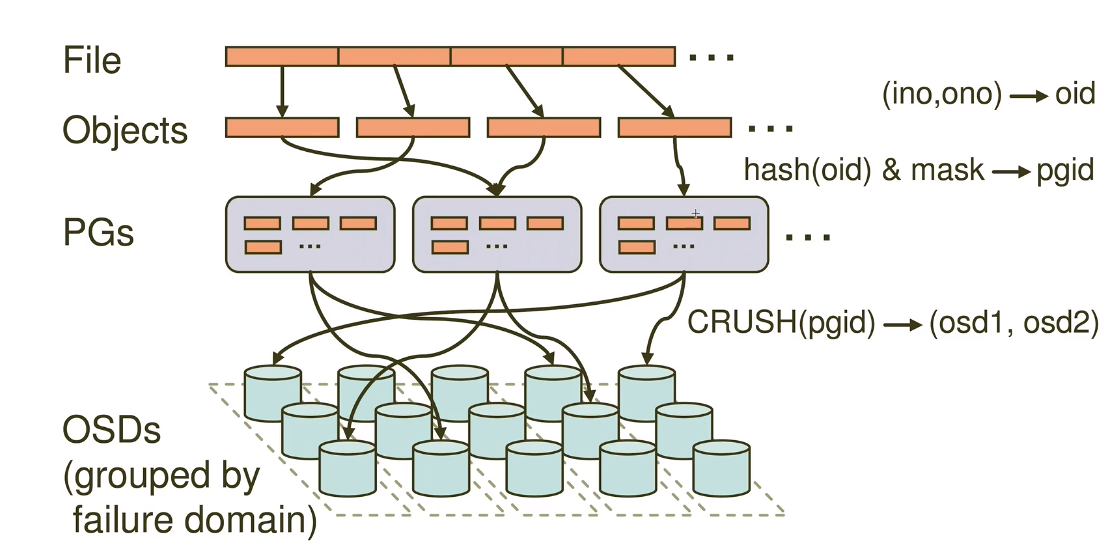 File
(ino,ono) → oid
Objects
hash(oid) & mask → pgid
PGs
CRUSH(pgid) → (osd1, osd2)
OSDs
(grouped by
failure domain)